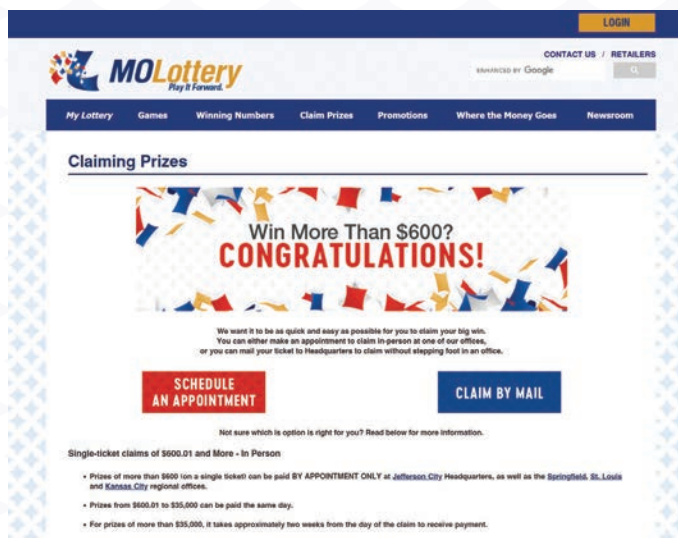 LOGIN
CONTACT US / RETAILERS
MOLottery
Play It Forward.
ENHANCED BY Google
My Lottery Games Winning Numbers Claim Prizes Promotions Where the Money Goes Newsroom
Claiming Prizes
Win More Than $600?
CONGRATULATIONS!
We want it to be as quick and easy as possible for you to claim your big win.
You can either make an appointment to claim in-person at one of our offices,
or you can mail your ticket to Headquarters to claim without stepping foot in an office.
SCHEDULE
AN APPOINTMENT
CLAIM BY MAIL
Not sure which is option is right for you? Read below for more information.
Single-ticket claims of $600.01 and More - In Person
• Prizes of more than $600 (on a single ticket) can be paid BY APPOINTMENT ONLY at Jefferson City Headquarters, as well as the Springfield, St. Louis
and Kansas City regional offices.
• Prizes from $600.01 to $35,000 can be paid the same day.
• For prizes of more than $35,000, it takes approximately two weeks from the day of the claim to receive payment.